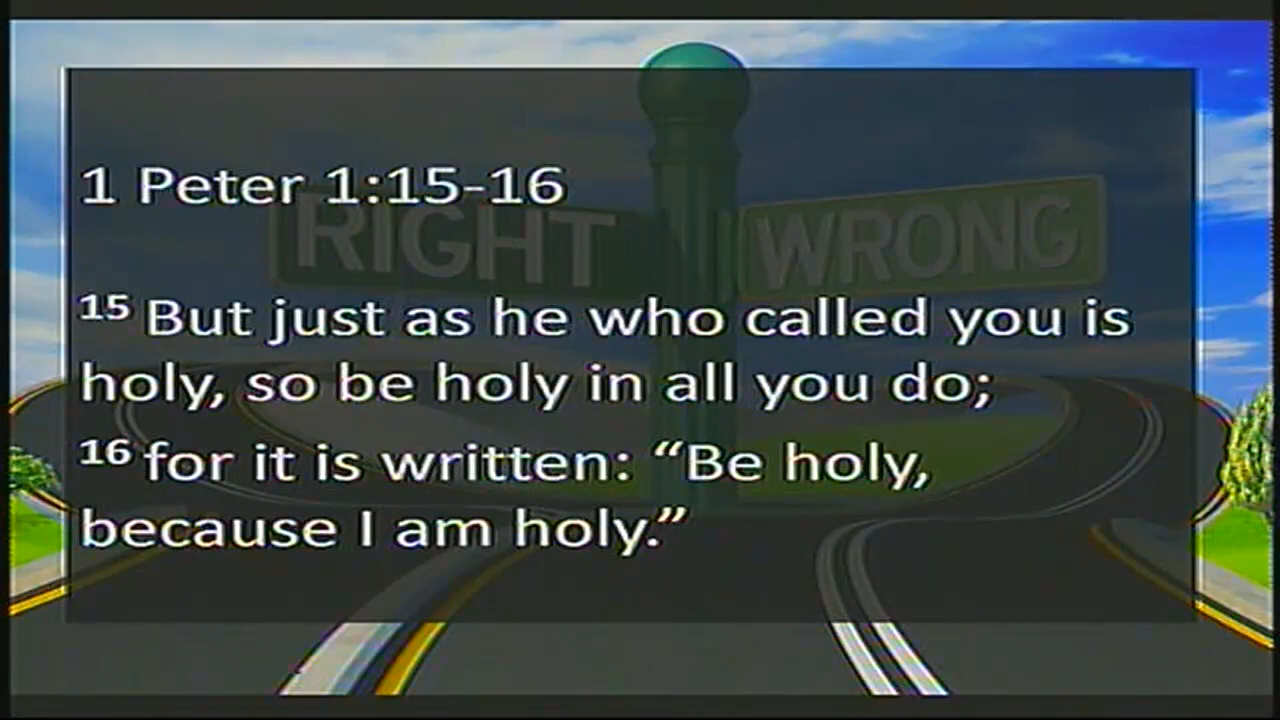 1 Peter 1:15-16
RIGHT WRONG
15 But just as he who called you is
holy, so be holy in all you do;
16 for it is written: “Be holy,
because I am holy.”